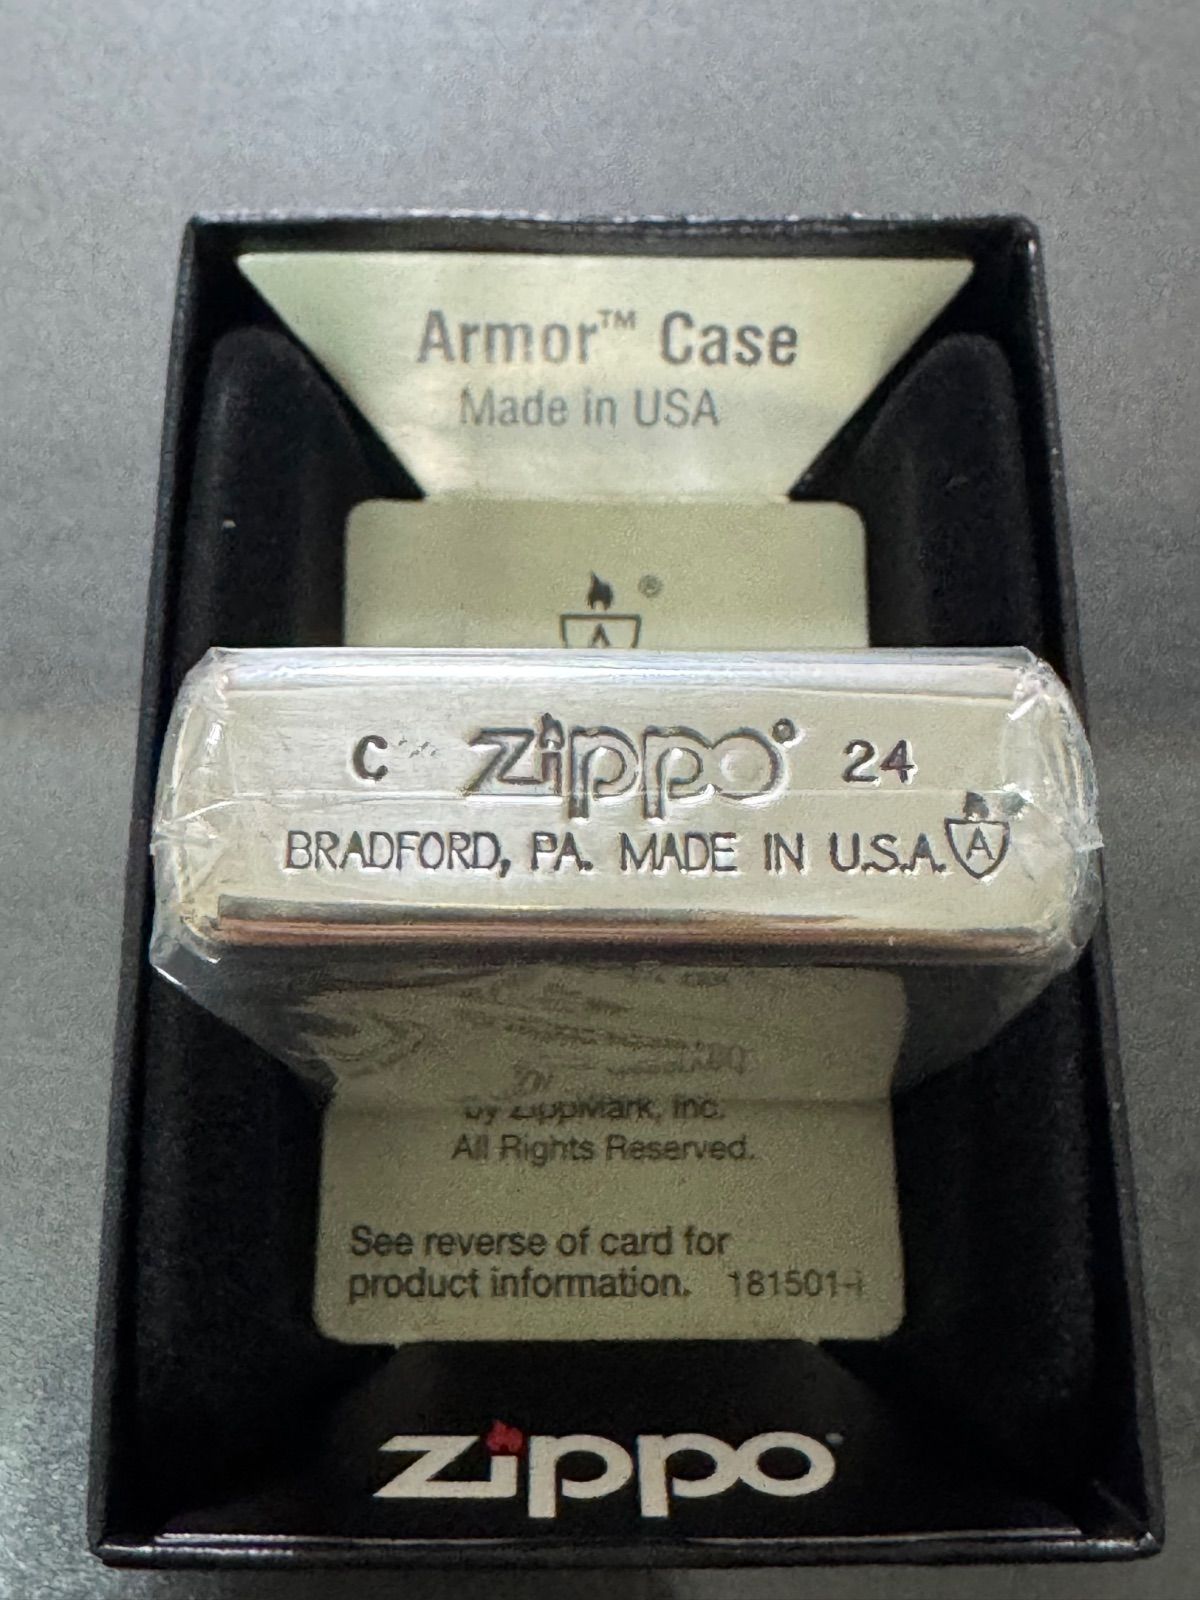 Armor™ Case
Made in USA
®
A
C zippo® 24
BRADFORD, PA. MADE IN U.S.A. A
by ZippMark, Inc.
All Rights Reserved.
See reverse of card for
product information. 181501-
zippo